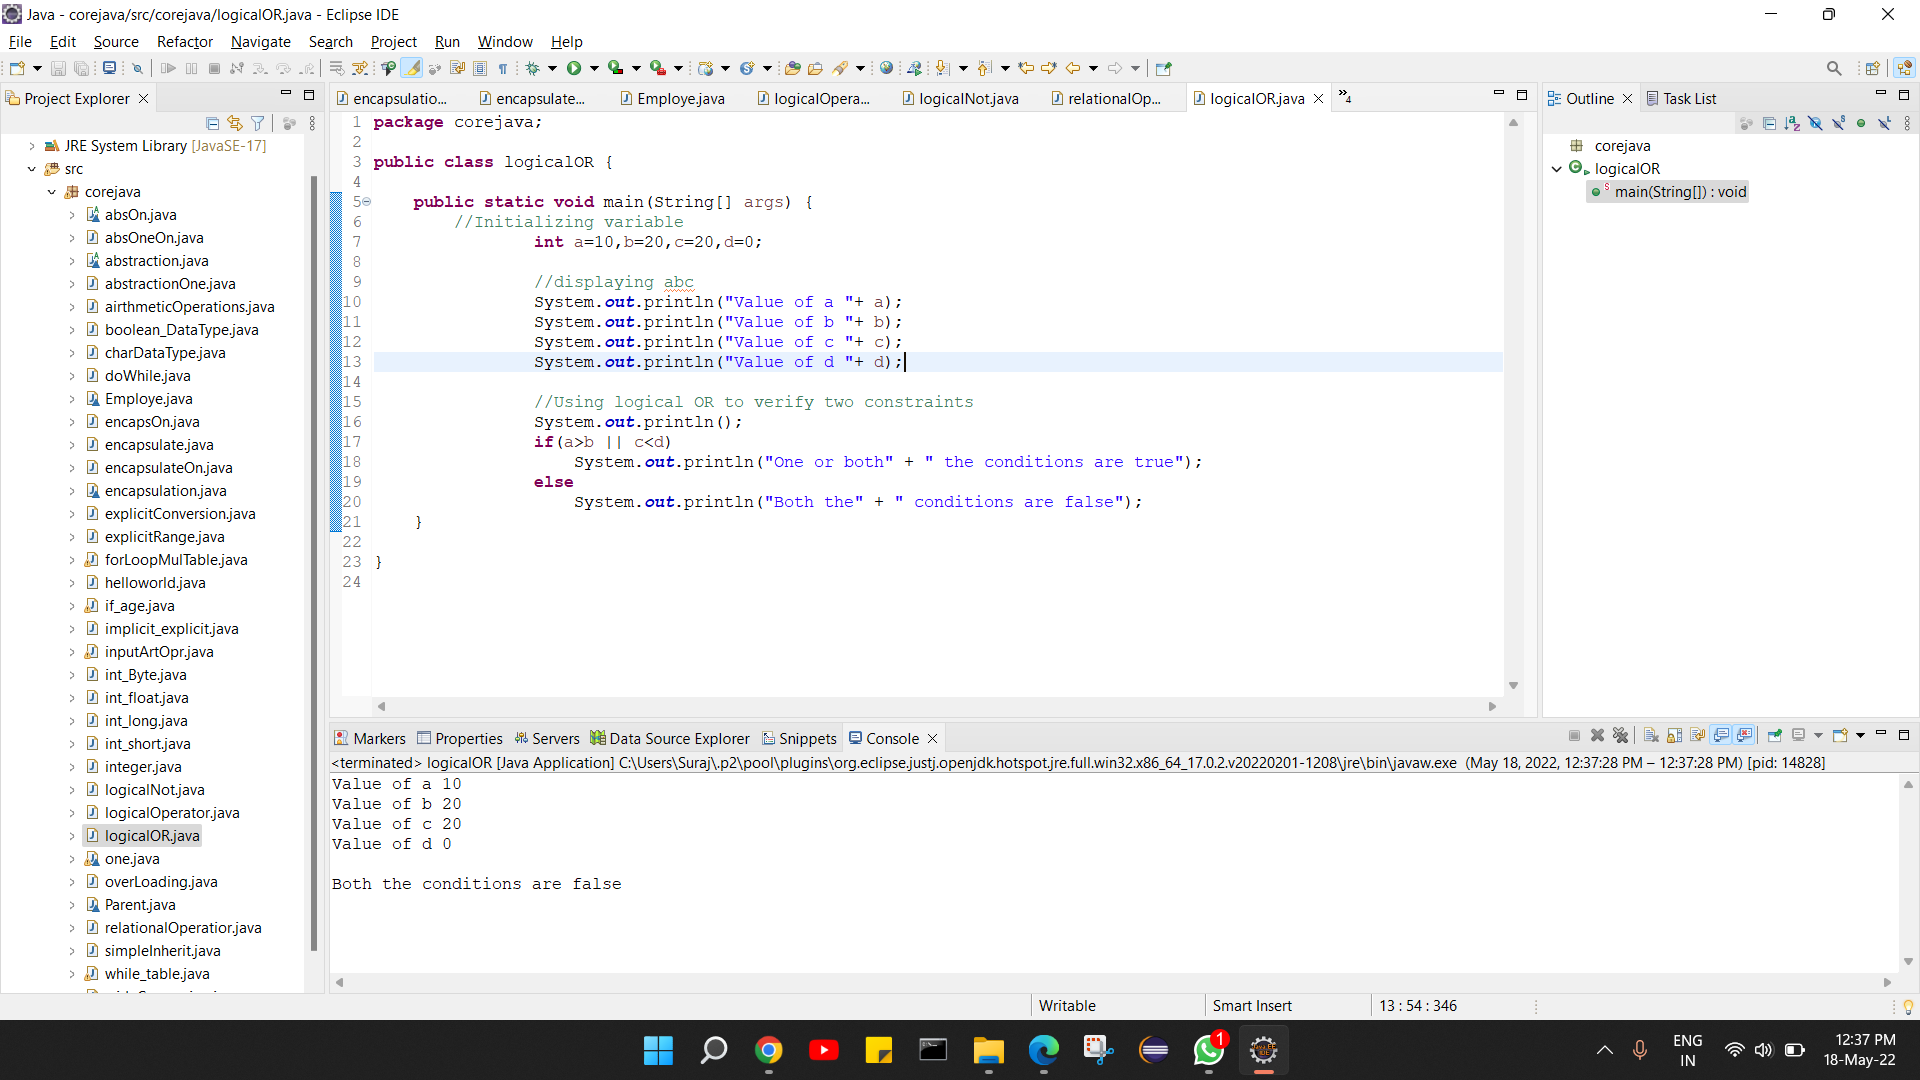 Java - corejava/src/corejava/logicalOR.java - Eclipse IDE
File Edit Source Refactor Navigate Search Project Run Window Help
Project Explorer
JRE System Library [JavaSE-17]
src
corejava
absOn.java
absOneOn.java
abstraction.java
abstractionOne.java
airthmeticOperations.java
boolean_DataType.java
charDataType.java
doWhile.java
Employe.java
encapsOn.java
encapsulate.java
encapsulateOn.java
encapsulation.java
explicitConversion.java
explicitRange.java
forLoopMulTable.java
helloworld.java
if_age.java
implicit_explicit.java
inputArtOpr.java
int_Byte.java
int_float.java
int_long.java
int_short.java
integer.java
logicalNot.java
logicalOperator.java
logicalOR.java
one.java
overLoading.java
Parent.java
relationalOperatior.java
simpleInherit.java
while_table.java
encapsulatio... encapsulate... Employe.java logicalOpera... logicalNot.java relationalOp... logicalOR.java 4
1 package corejava;
2
3 public class logicalOR {
4
5 public static void main(String[] args) {
6 //Initializing variable
7 int a=10,b=20,c=20,d=0;
8
9 //displaying abc
10 System.out.println("Value of a "+ a);
11 System.out.println("Value of b "+ b);
12 System.out.println("Value of c "+ c);
13 System.out.println("Value of d "+ d);
14
15 //Using logical OR to verify two constraints
16 System.out.println();
17 if(a>b || c<d)
18 System.out.println("One or both" + " the conditions are true");
19 else
20 System.out.println("Both the" + " conditions are false");
21 }
22
23 }
24
Outline Task List
corejava
logicalOR
main(String[]) : void
Markers Properties Servers Data Source Explorer Snippets Console
<terminated> logicalOR [Java Application] C:\Users\Suraj\.p2\pool\plugins\org.eclipse.justj.openjdk.hotspot.jre.full.win32.x86_64_17.0.2.v20220201-1208\jre\bin\javaw.exe (May 18, 2022, 12:37:28 PM – 12:37:28 PM) [pid: 14828]
Value of a 10
Value of b 20
Value of c 20
Value of d 0
Both the conditions are false
Writable Smart Insert 13 : 54 : 346
1
ENG
IN
12:37 PM
18-May-22